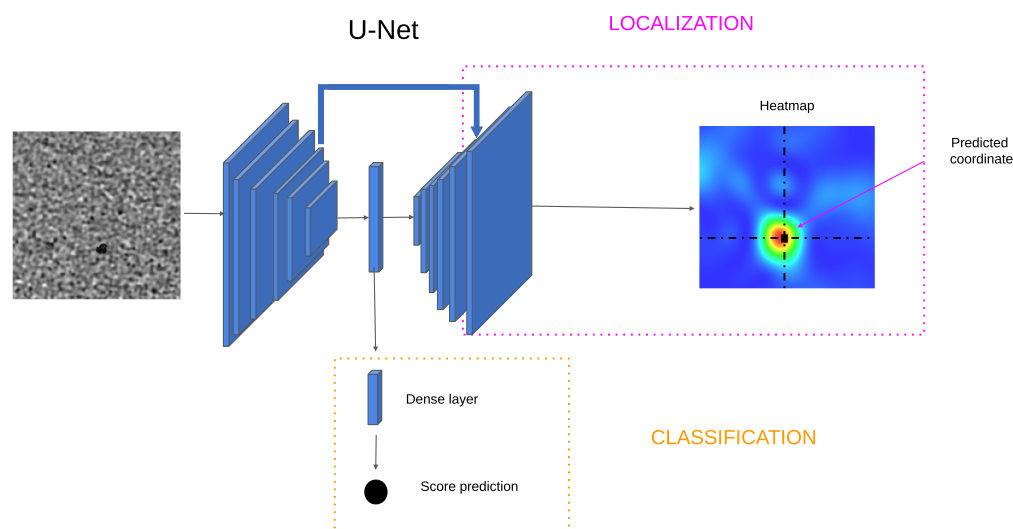 U-Net
LOCALIZATION
Heatmap
Predicted
coordinate
Dense layer
CLASSIFICATION
Score prediction